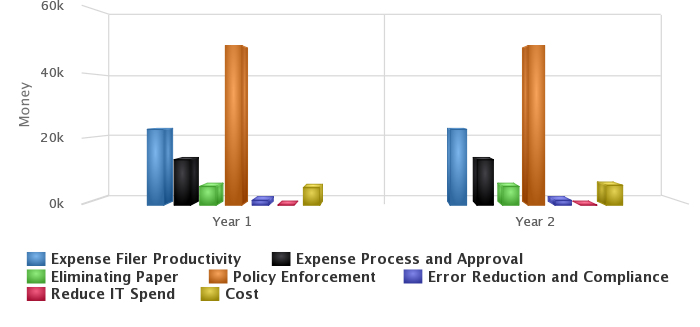 60k
40k
20k
0k
Money
Year 1
Year 2
Expense Filer Productivity
Expense Process and Approval
Eliminating Paper
Policy Enforcement
Error Reduction and Compliance
Reduce IT Spend
Cost